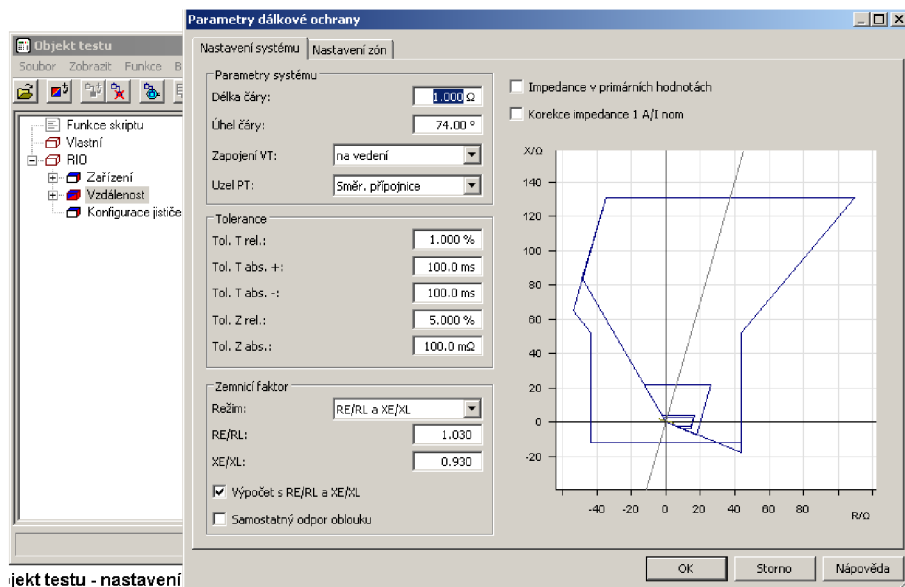 Parametry dálkové ochrany
Objekt testu
Soubor Zobrazit Funkce B
Funkce skriptu
Vlastní
RIO
Zařízení
Vzdálenost
Konfigurace jističe
Nastavení systému
Nastavení zón
Parametry systému
Délka čáry: 1.000 Ω
Úhel čáry: 74.00 °
Zapojení VT: na vedení
Uzel PT: Směr. přípojnice
Tolerance
Tol. T rel.: 1.000 %
Tol. T abs. +: 100.0 ms
Tol. T abs. -: 100.0 ms
Tol. Z rel.: 5.000 %
Tol. Z abs.: 100.0 mΩ
Zemnicí faktor
Režim: RE/RL a XE/XL
RE/RL: 1.030
XE/XL: 0.930
Výpočet s RE/RL a XE/XL
Samostatný odpor oblouku
Impedance v primárních hodnotách
Korekce impedance 1 A/I nom
X/Ω
140
120
100
80
60
40
20
0
-20
-40 -20 0 20 40 60 80
R/Ω
OK Storno Nápověda
jekt testu - nastavení